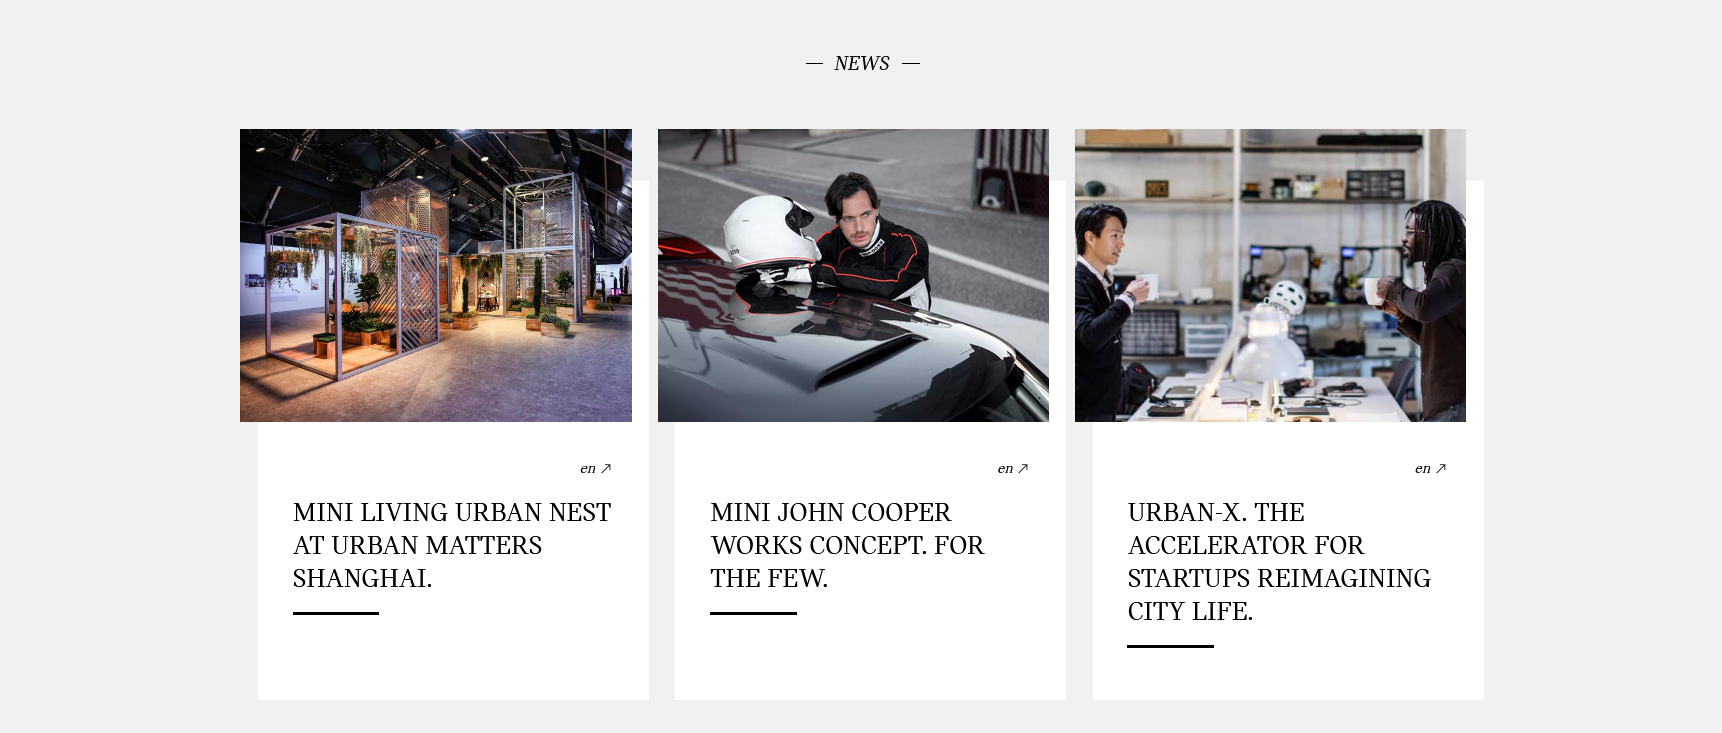 — NEWS —
en ↗
MINI LIVING URBAN NEST
AT URBAN MATTERS
SHANGHAI.
en ↗
MINI JOHN COOPER
WORKS CONCEPT. FOR
THE FEW.
en ↗
URBAN-X. THE
ACCELERATOR FOR
STARTUPS REIMAGINING
CITY LIFE.